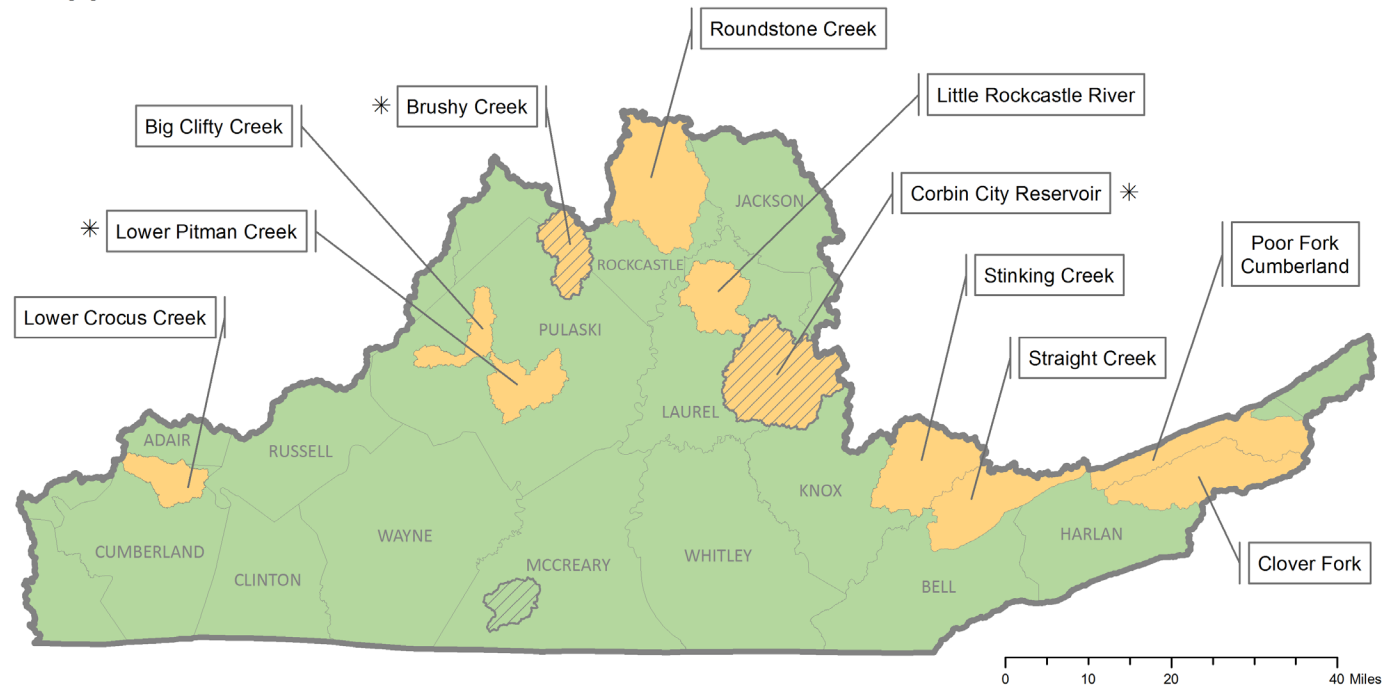 Roundstone Creek
Little Rockcastle River
✳ Brushy Creek
Big Clifty Creek
Corbin City Reservoir ✳
JACKSON
✳ Lower Pitman Creek
Poor Fork
Cumberland
ROCKCASTLE
Stinking Creek
Lower Crocus Creek
PULASKI
Straight Creek
LAUREL
ADAIR
RUSSELL
KNOX
WAYNE
HARLAN
CUMBERLAND
WHITLEY
MCCREARY
Clover Fork
CLINTON
BELL
0 10 20 40 Miles